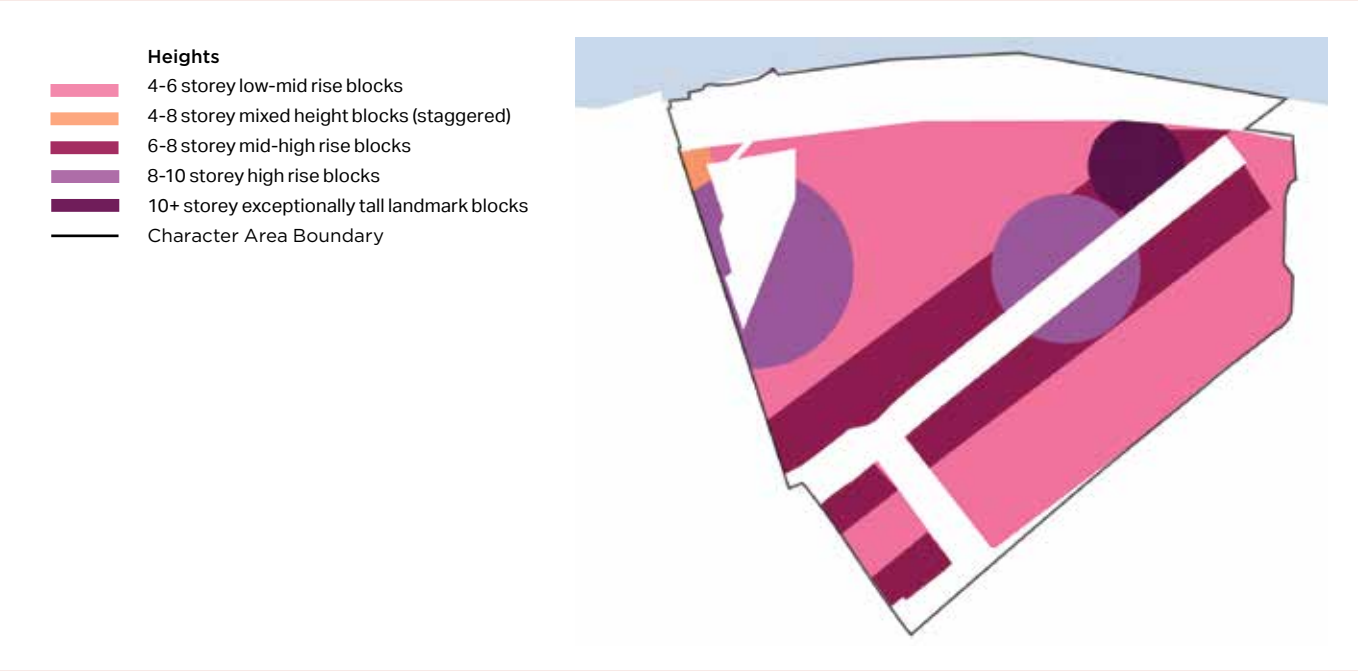 Heights
4-6 storey low-mid rise blocks
4-8 storey mixed height blocks (staggered)
6-8 storey mid-high rise blocks
8-10 storey high rise blocks
10+ storey exceptionally tall landmark blocks
Character Area Boundary